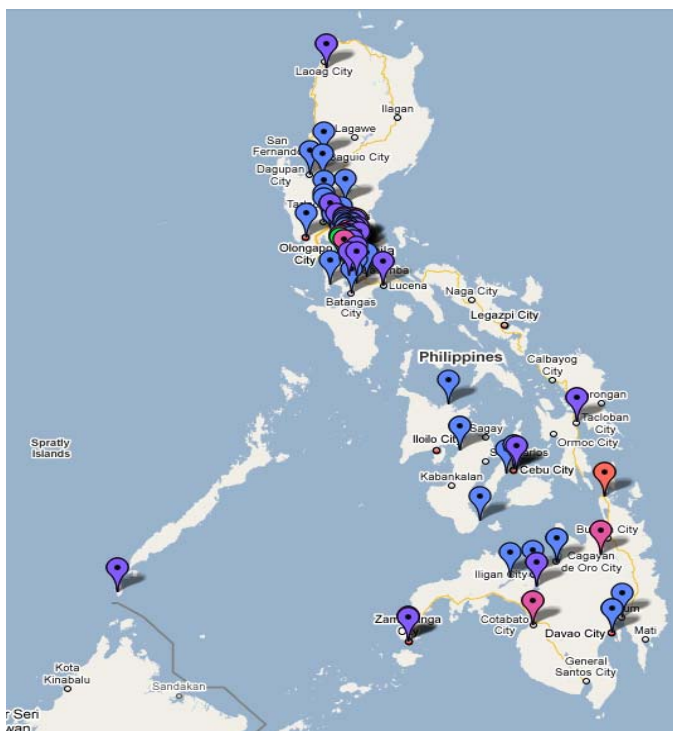 Laoag City
Ilagan
San
Fernando
Lagawe
Baguio City
Dagupan
City
Olongapo
City
Lucena
Batangas
City
Naga City
Legazpi City
Philippines
Calbayog
City
Tacloban
City
Ormoc City
Iloilo City
Sagay
Cebu City
Kabankalan
Spratly
Islands
Cagayan
de Oro City
Iligan City
Cotabato
City
Davao City
Mati
General
Santos City
Kota
Kinabalu
Sandakan
r Seri
wan